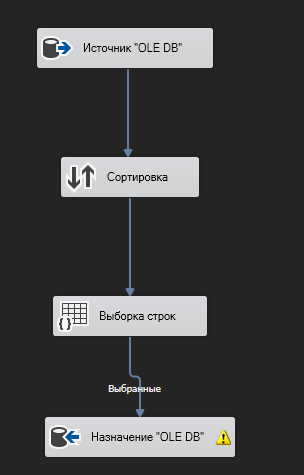 Источник "OLE DB"
Сортировка
Выборка строк
Выбранные
Назначение "OLE DB"